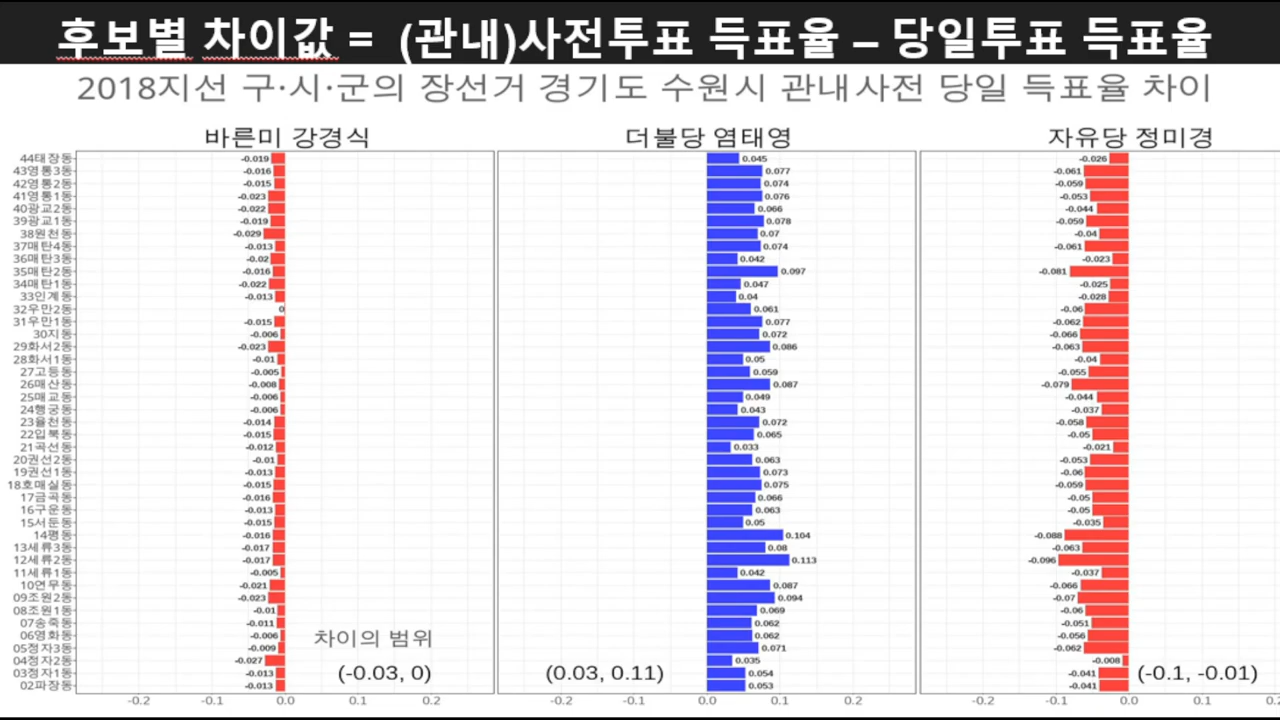 후보별 차이값 = (관내)사전투표 득표율 – 당일투표 득표율
2018지선 구·시·군의 장선거 경기도 수원시 관내사전 당일 득표율 차이
바른미 강경식 더불당 염태영 자유당 정미경
44태장동 -0.019 0.045 -0.026
43영통3동 -0.016 0.077 -0.061
42영통2동 -0.015 0.074 -0.059
41영통1동 -0.023 0.076 -0.053
40광교2동 -0.022 0.066 -0.044
39광교1동 -0.019 0.078 -0.059
38원천동 -0.029 0.07 -0.04
37매탄4동 -0.013 0.074 -0.061
36매탄3동 -0.02 0.042 -0.023
35매탄2동 -0.016 0.097 -0.081
34매탄1동 -0.022 0.047 -0.025
33인계동 -0.013 0.04 -0.028
32우만2동 0 0.061 -0.06
31우만1동 -0.015 0.077 -0.062
30지동 -0.006 0.072 -0.066
29화서2동 -0.023 0.086 -0.063
28화서1동 -0.01 0.05 -0.04
27고등동 -0.005 0.059 -0.055
26매산동 -0.008 0.087 -0.079
25매교동 -0.006 0.049 -0.044
24행궁동 -0.006 0.043 -0.037
23율천동 -0.014 0.072 -0.058
22입북동 -0.015 0.065 -0.05
21곡선동 -0.012 0.033 -0.021
20권선2동 -0.01 0.063 -0.053
19권선1동 -0.013 0.073 -0.06
18호매실동 -0.015 0.075 -0.059
17금곡동 -0.016 0.066 -0.05
16구운동 -0.013 0.063 -0.05
15서둔동 -0.015 0.05 -0.035
14평동 -0.016 0.104 -0.088
13세류3동 -0.017 0.08 -0.063
12세류2동 -0.017 0.113 -0.096
11세류1동 -0.005 0.042 -0.037
10연무동 -0.021 0.087 -0.066
09조원2동 -0.023 0.094 -0.07
08조원1동 -0.01 0.069 -0.06
07송죽동 -0.011 0.062 -0.051
06영화동 -0.006 0.062 -0.056
05정자3동 -0.009 0.071 -0.062
04정자2동 -0.027 0.035 -0.008
03정자1동 -0.013 0.054 -0.041
02파장동 -0.013 0.053 -0.041
차이의 범위
(-0.03, 0) (0.03, 0.11) (-0.1, -0.01)
-0.2 -0.1 0.0 0.1 0.2 -0.2 -0.1 0.0 0.1 0.2 -0.2 -0.1 0.0 0.1